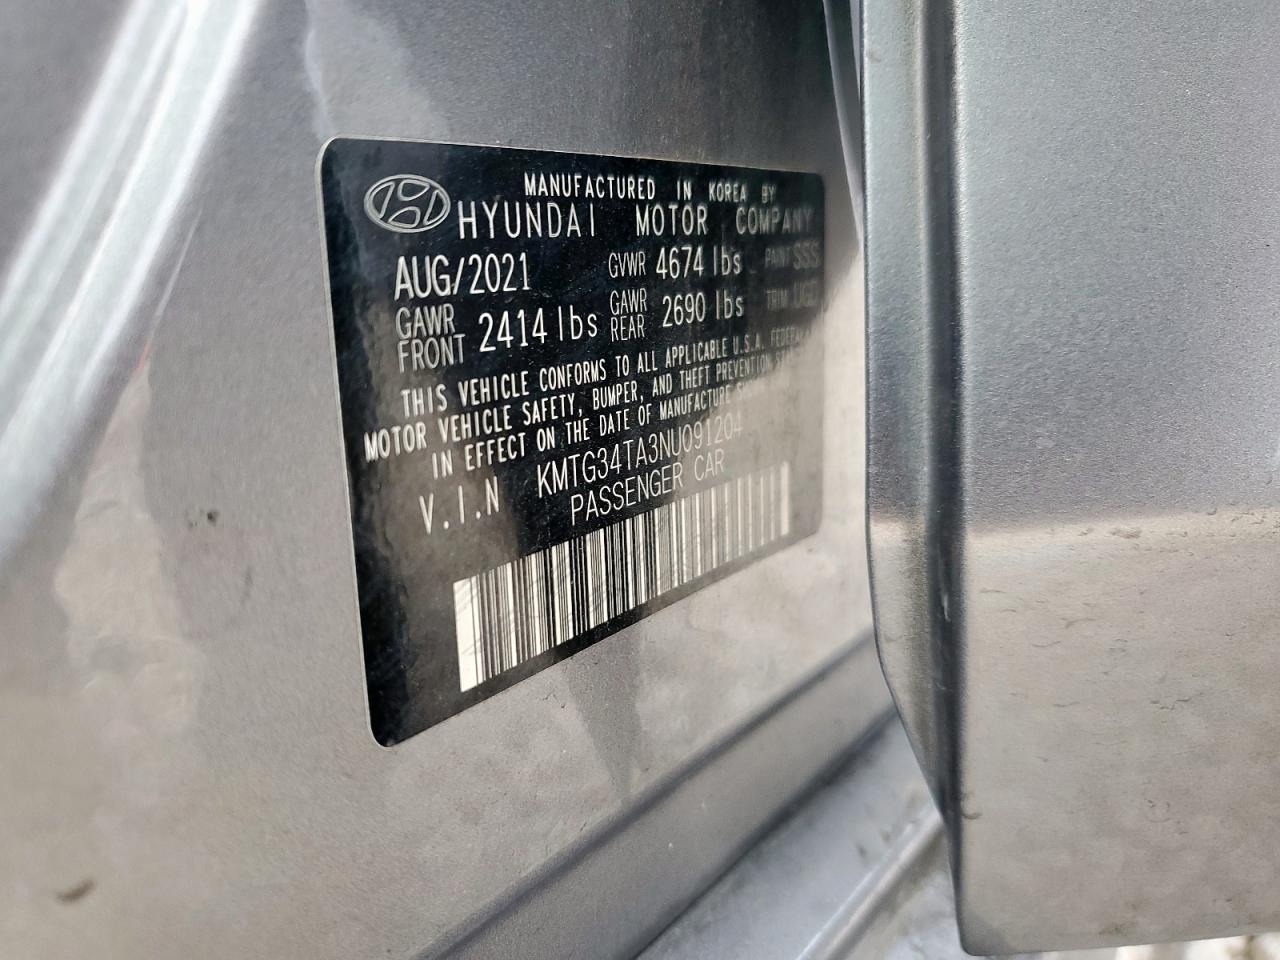 MANUFACTURED IN KOREA BY
HYUNDAI MOTOR COMPANY
AUG/2021 GVWR 4674 lbs PAINT SSS
GAWR FRONT 2414 lbs GAWR REAR 2690 lbs TRIM
THIS VEHICLE CONFORMS TO ALL APPLICABLE U.S.A. FEDERAL
MOTOR VEHICLE SAFETY, BUMPER, AND THEFT PREVENTION
IN EFFECT ON THE DATE OF MANUFACTURE
V.I.N KMTG34TA3NU091204
PASSENGER CAR